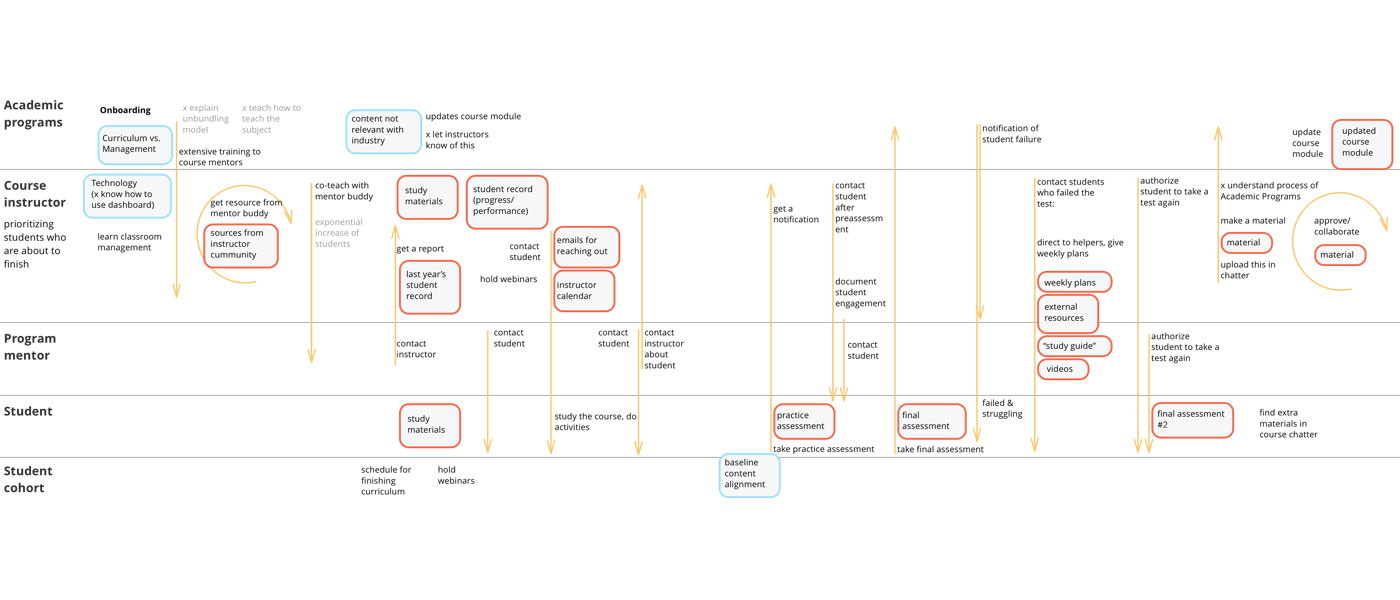 Academic
programs
Onboarding
Curriculum vs.
Management
x explain
unbundling
model
x teach how to
teach the
subject
extensive training to
course mentors
content not
relevant with
industry
updates course module
x let instructors
know of this
notification of
student failure
update
course
module
updated
course
module
Course
instructor
prioritizing
students who
are about to
finish
Technology
(x know how to
use dashboard)
learn classroom
management
get resource from
mentor buddy
sources from
instructor
cummunity
co-teach with
mentor buddy
exponential
increase of
students
study
materials
get a report
last year's
student
record
student record
(progress/
performance)
contact
student
hold webinars
emails for
reaching out
instructor
calendar
get a
notification
contact
student
after
preassessm
ent
document
student
engagement
contact students
who failed the
test:
direct to helpers, give
weekly plans
weekly plans
external
resources
"study guide"
videos
authorize
student to take a
test again
x understand process of
Academic Programs
make a material
material
upload this in
chatter
approve/
collaborate
material
Program
mentor
contact
instructor
contact
student
contact
student
contact
instructor
about
student
contact
student
authorize
student to take a
test again
Student
study
materials
study the course, do
activities
practice
assessment
take practice assessment
final
assessment
take final assessment
failed &
struggling
final assessment
#2
find extra
materials in
course chatter
Student
cohort
schedule for
finishing
curriculum
hold
webinars
baseline
content
alignment